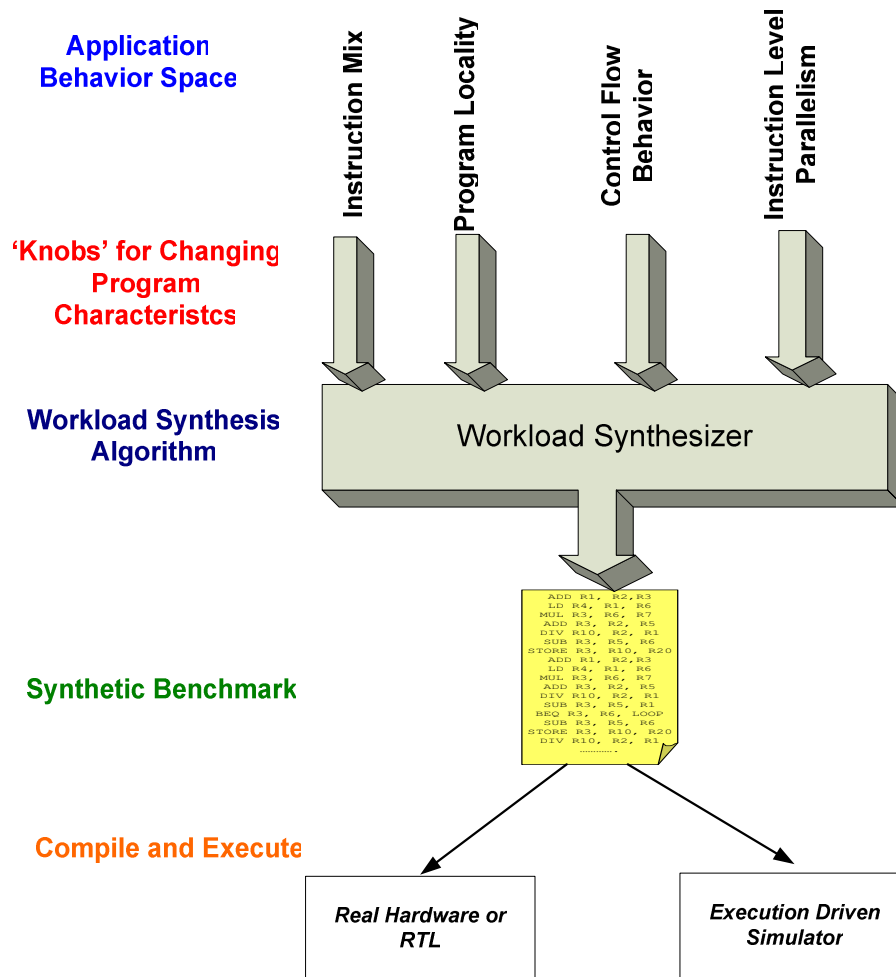 Application
Behavior Space
Instruction Mix
Program Locality
Control Flow
Behavior
Instruction Level
Parallelism
‘Knobs’ for Changing
Program
Characteristcs
Workload Synthesis
Algorithm
Workload Synthesizer
Synthetic Benchmark
ADD R1, R2,R3
LD R4, R1, R6
MUL R3, R6, R7
ADD R3, R2, R5
DIV R10, R2, R1
SUB R3, R5, R6
STORE R3, R10, R20
ADD R1, R2,R3
LD R4, R1, R6
MUL R3, R6, R7
ADD R3, R2, R5
DIV R10, R2, R1
SUB R3, R5, R1
BEQ R3, R6, LOOP
SUB R3, R5, R6
STORE R3, R10, R20
DIV R10, R2, R1
………….
Compile and Execute
Real Hardware or
RTL
Execution Driven
Simulator